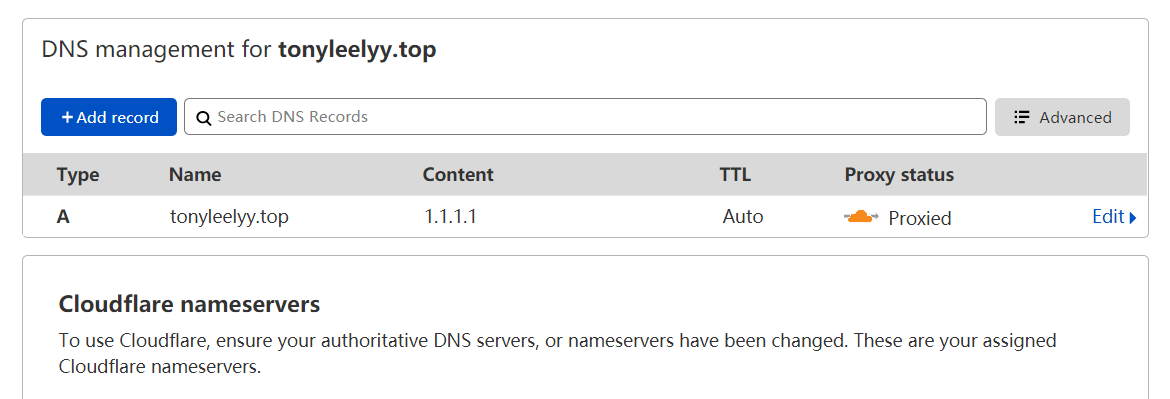 DNS management for tonyleelyy.top
+ Add record
Search DNS Records
Advanced
Type Name Content TTL Proxy status
A tonyleelyy.top 1.1.1.1 Auto Proxied Edit
Cloudflare nameservers
To use Cloudflare, ensure your authoritative DNS servers, or nameservers have been changed. These are your assigned
Cloudflare nameservers.